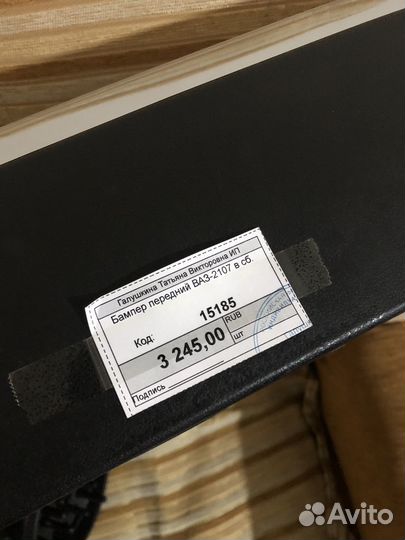 Галушкина Татьяна Викторовна ИП
Бампер передний ВАЗ-2107 в сб.
Код: 15185
3 245,00 RUB
шт
Подпись
Avito